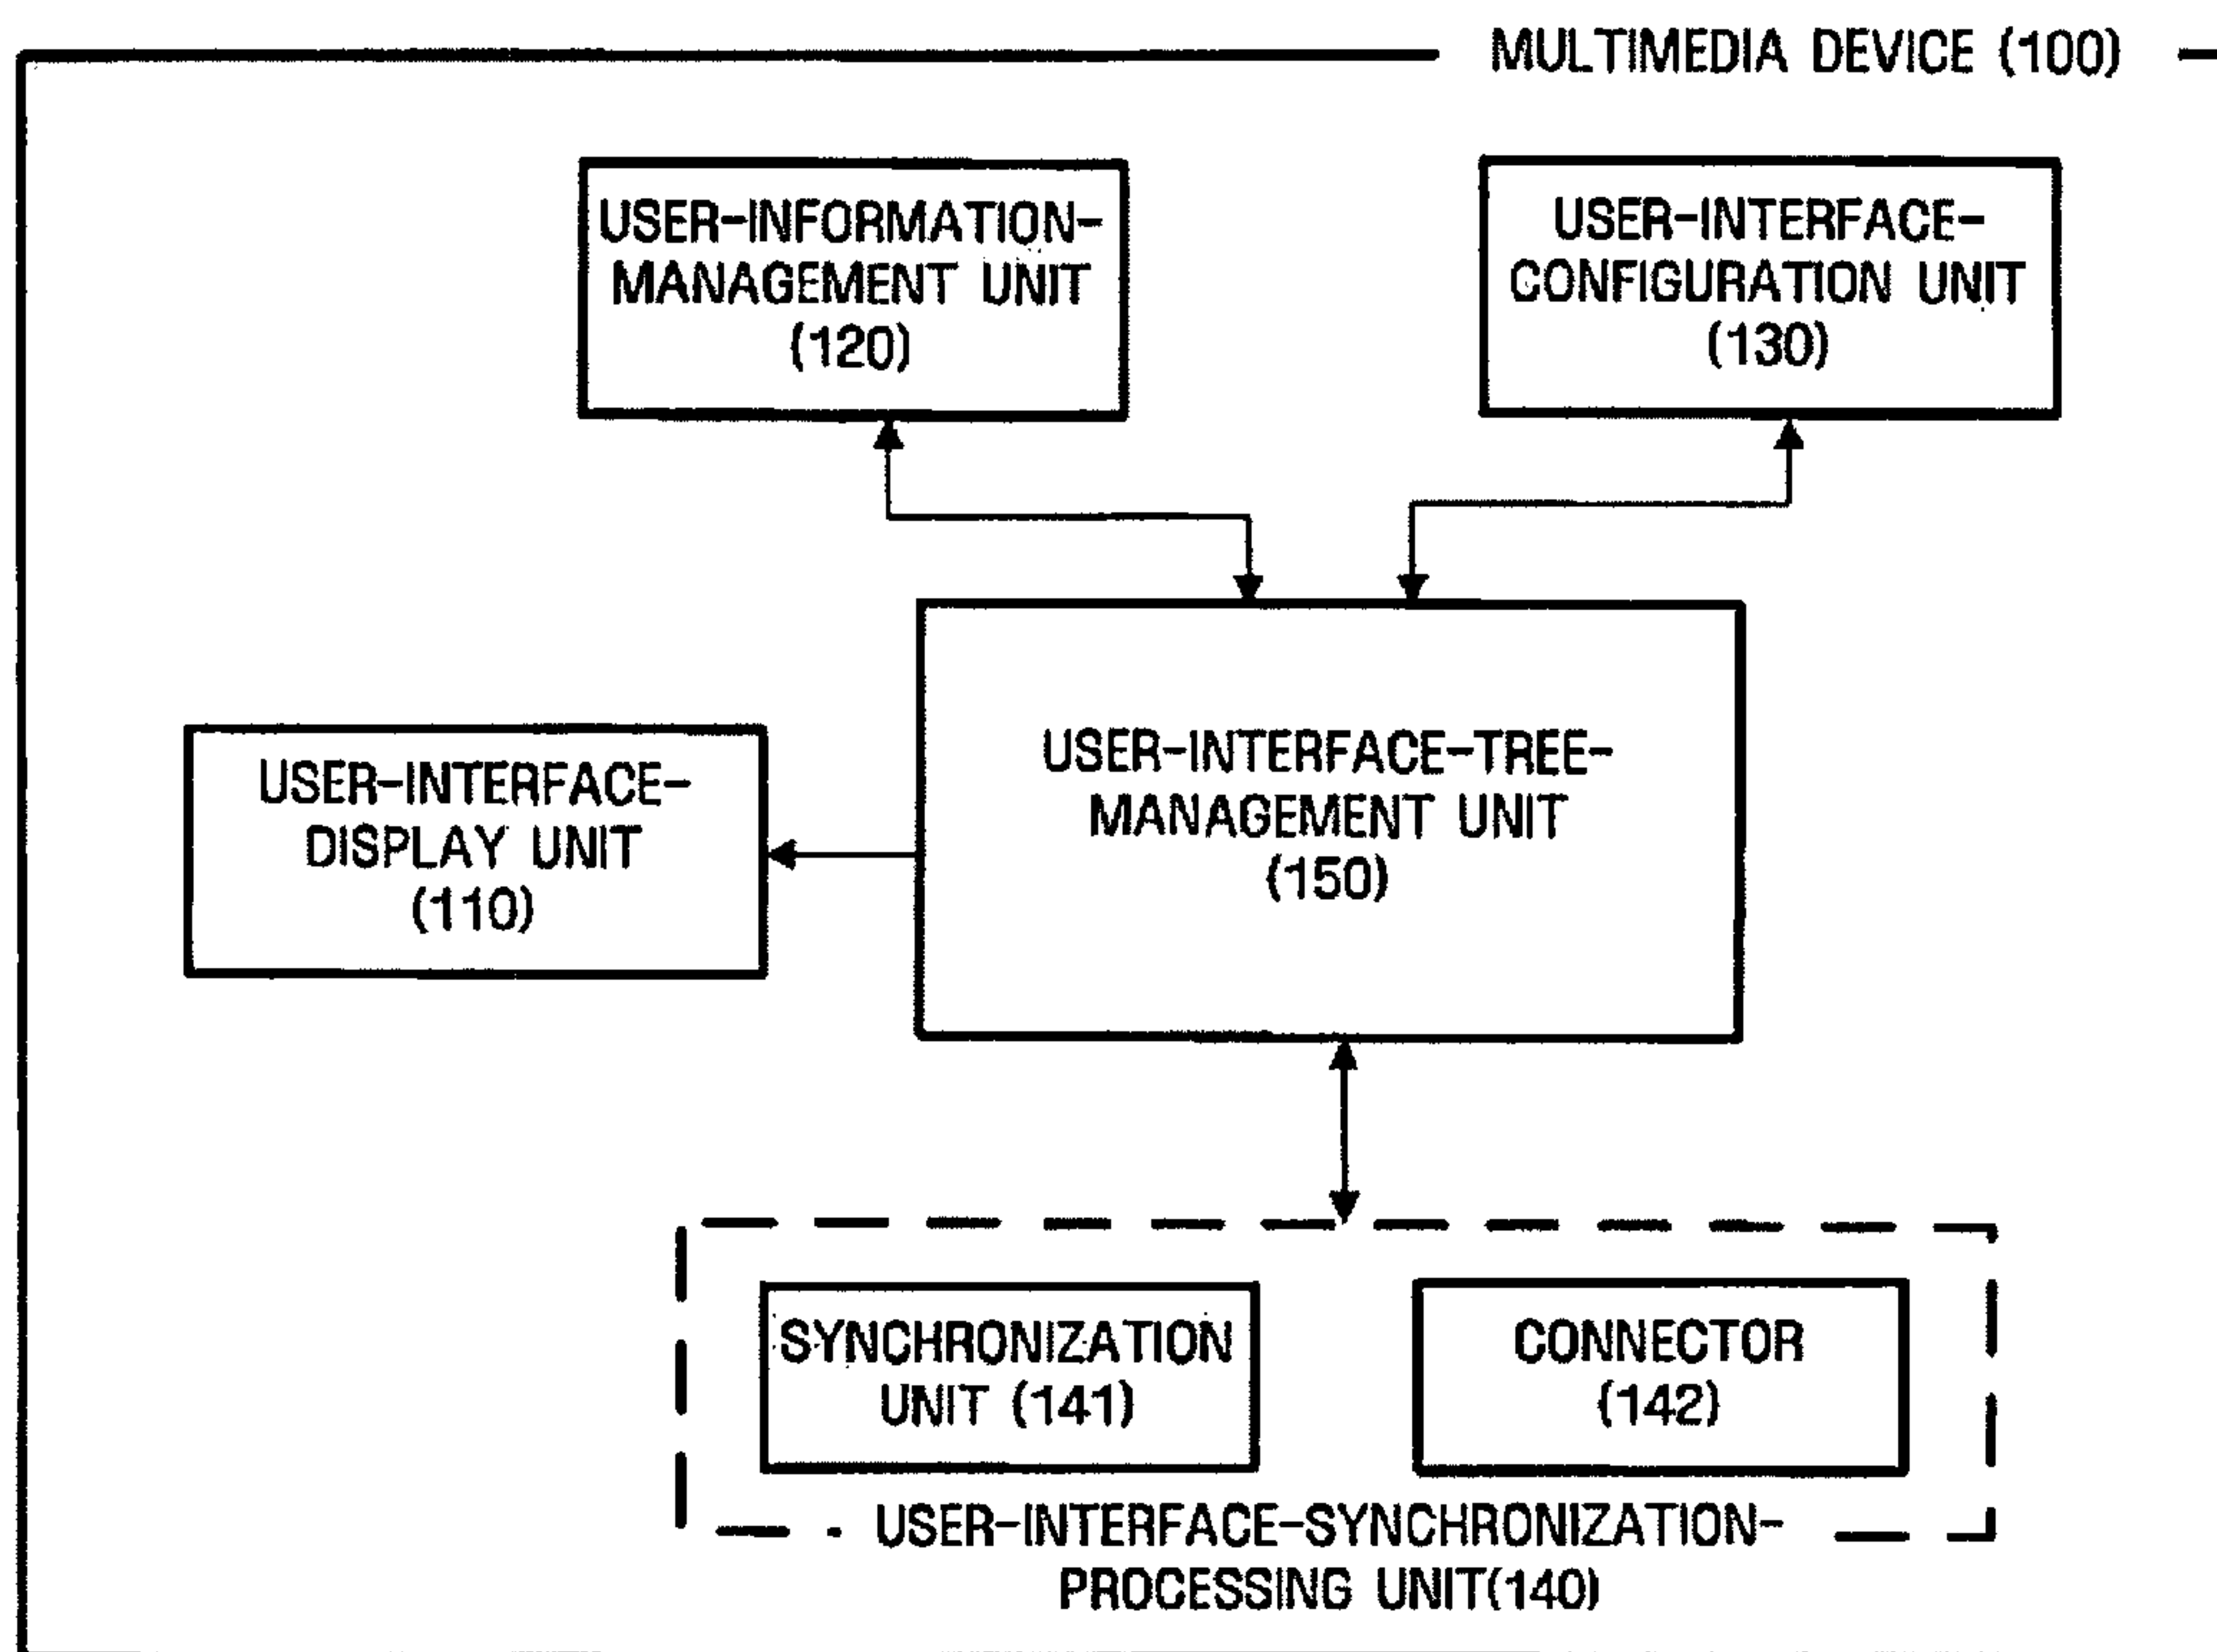 MULTIMEDIA DEVICE (100)
USER-INFORMATION-
MANAGEMENT UNIT
(120)
USER-INTERFACE-
CONFIGURATION UNIT
(130)
USER-INTERFACE-TREE-
MANAGEMENT UNIT
(150)
USER-INTERFACE-
DISPLAY UNIT
(110)
SYNCHRONIZATION
UNIT (141)
CONNECTOR
(142)
USER-INTERFACE-SYNCHRONIZATION-
PROCESSING UNIT(140)